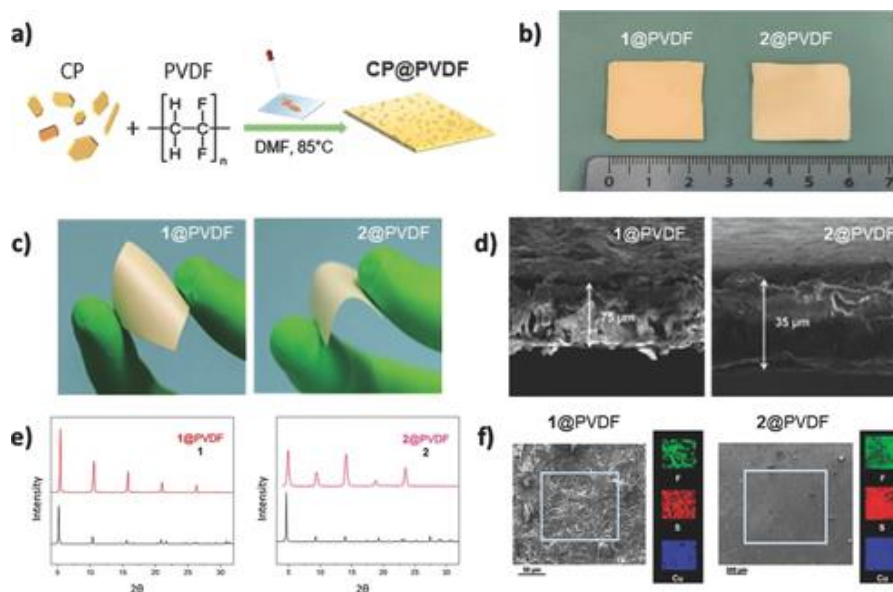 a)
CP
PVDF
CP@PVDF
+
H F
C C
H F
n
DMF, 85°C
b)
1@PVDF
2@PVDF
0 1 2 3 4 5 6 7
c)
1@PVDF
2@PVDF
d)
1@PVDF
75 µm
2@PVDF
35 µm
e)
Intensity
1@PVDF
1
5 10 15 20 25 30
2θ
Intensity
2@PVDF
2
5 10 15 20 25 30
2θ
f)
1@PVDF
F
S
Cu
2@PVDF
F
S
Cu